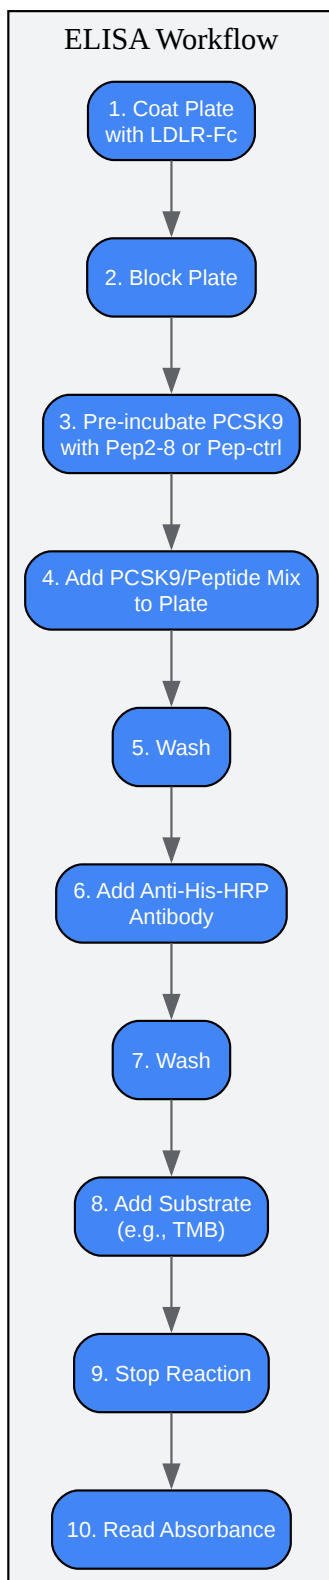 ELISA Workflow
1. Coat Plate
with LDLR-Fc
2. Block Plate
3. Pre-incubate PCSK9
with Pep2-8 or Pep-ctrl
4. Add PCSK9/Peptide Mix
to Plate
5. Wash
6. Add Anti-His-HRP
Antibody
7. Wash
8. Add Substrate
(e.g., TMB)
9. Stop Reaction
10. Read Absorbance